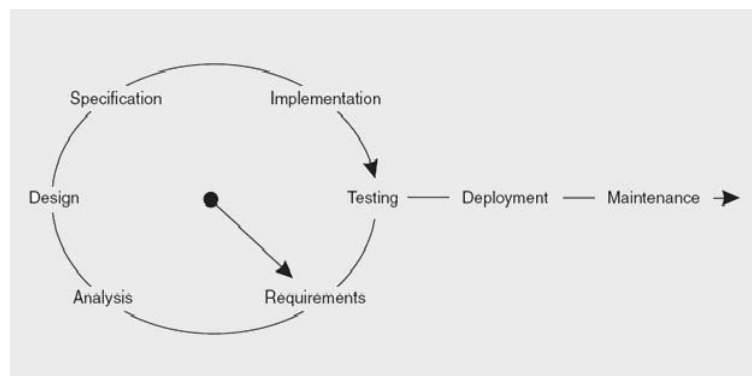 Specification
Implementation
Design
Testing
Deployment
Maintenance
Analysis
Requirements